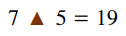 7 ▲ 5 = 19